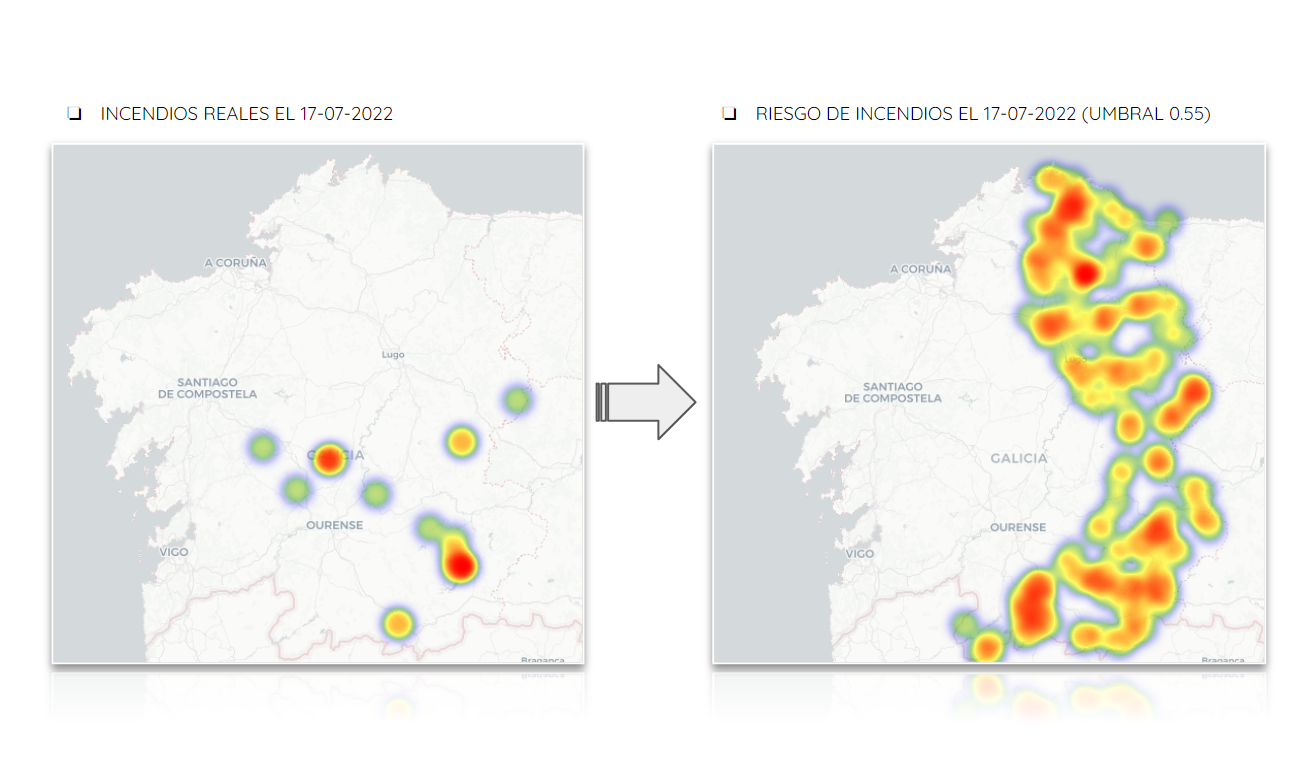 INCENDIOS REALES EL 17-07-2022
RIESGO DE INCENDIOS EL 17-07-2022 (UMBRAL 0.55)
A CORUÑA
Lugo
SANTIAGO
DE COMPOSTELA
GALICIA
OURENSE
VIGO
Bragança
A CORUÑA
SANTIAGO
DE COMPOSTELA
GALICIA
OURENSE
VIGO
Bragança